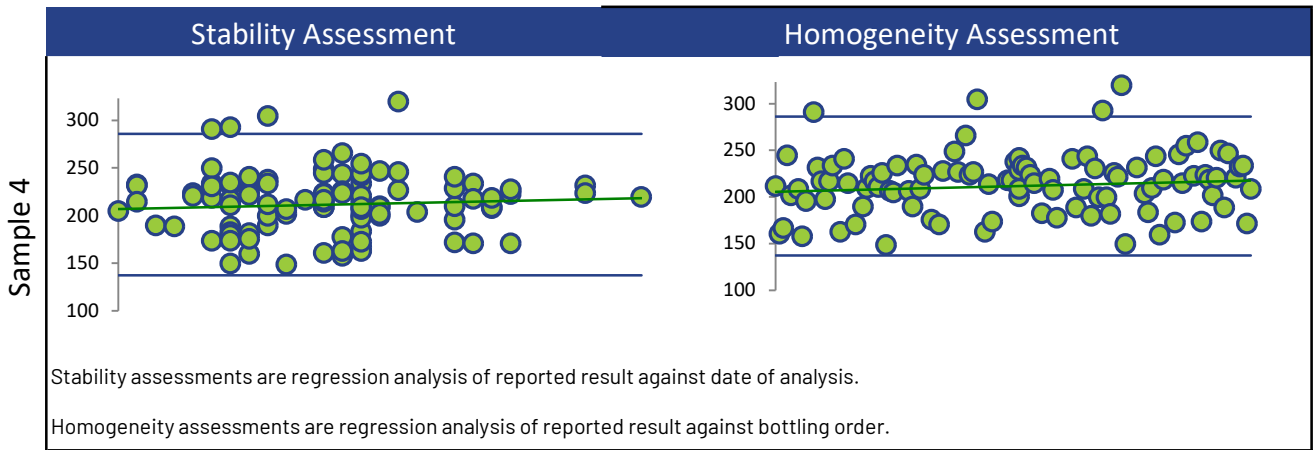 Stability Assessment
Homogeneity Assessment
Sample 4
300
250
200
150
100
300
250
200
150
100
Stability assessments are regression analysis of reported result against date of analysis.
Homogeneity assessments are regression analysis of reported result against bottling order.